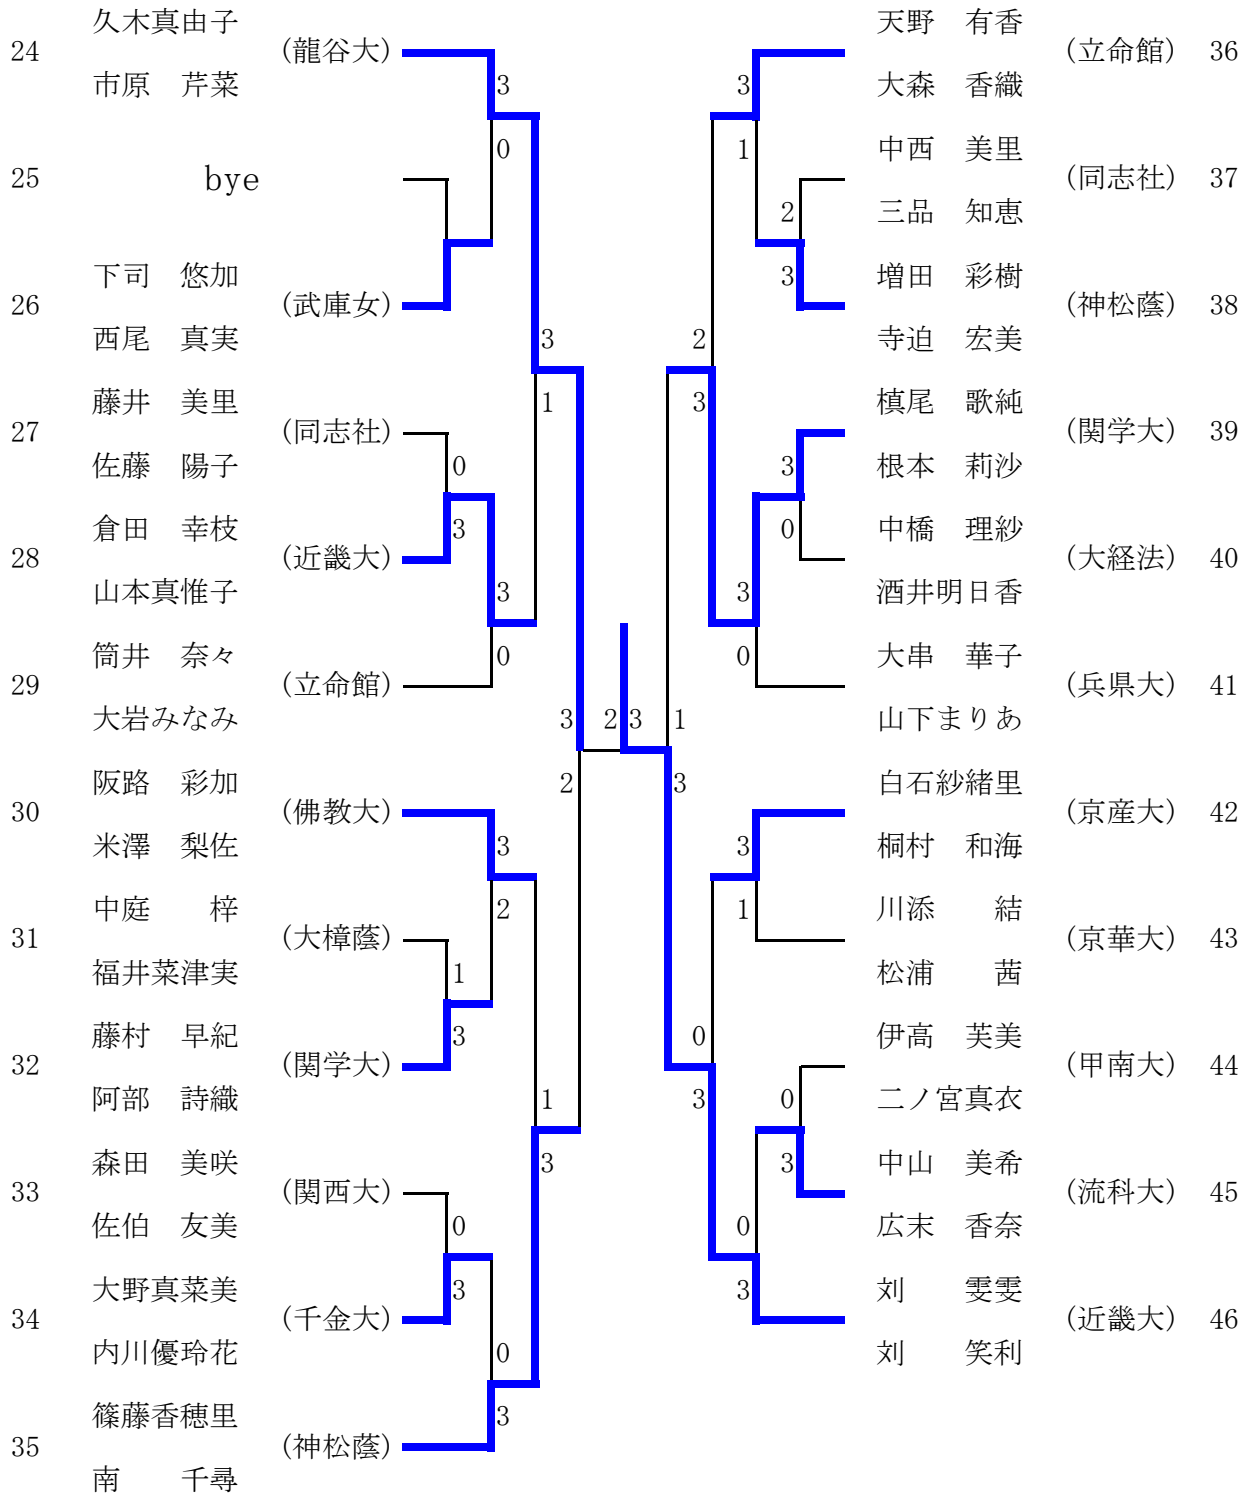 久木真由子
24 (龍谷大)
市原　芹菜
3
0
25 bye
下司　悠加
26 (武庫女)
西尾　真実
3
1
藤井　美里
27 (同志社)
佐藤　陽子
0
倉田　幸枝
3
28 (近畿大)
山本真惟子
3
筒井　奈々
0
29 (立命館)
大岩みなみ
3
2
阪路　彩加
30 (佛教大)
米澤　梨佐
3
中庭　　梓
2
31 (大樟蔭)
福井菜津実
1
藤村　早紀
3
32 (関学大)
阿部　詩織
1
森田　美咲
3
33 (関西大)
佐伯　友美
0
大野真菜美
3
34 (千金大)
内川優玲花
0
篠藤香穂里
3
35 (神松蔭)
南　　千尋
2 3
天野　有香
(立命館) 36
3
大森　香織
1
中西　美里
(同志社) 37
2
三品　知恵
3
増田　彩樹
(神松蔭) 38
2
寺迫　宏美
3
槙尾　歌純
(関学大) 39
3
根本　莉沙
0
中橋　理紗
(大経法) 40
3
酒井明日香
0
大串　華子
(兵県大) 41
1
山下まりあ
3
白石紗緒里
(京産大) 42
3
桐村　和海
1
川添　　結
(京華大) 43
松浦　　茜
0
伊高　芙美
(甲南大) 44
3
0
二ノ宮真衣
3
中山　美希
(流科大) 45
0
広末　香奈
3
刘　　雯雯
(近畿大) 46
刘　　笑利